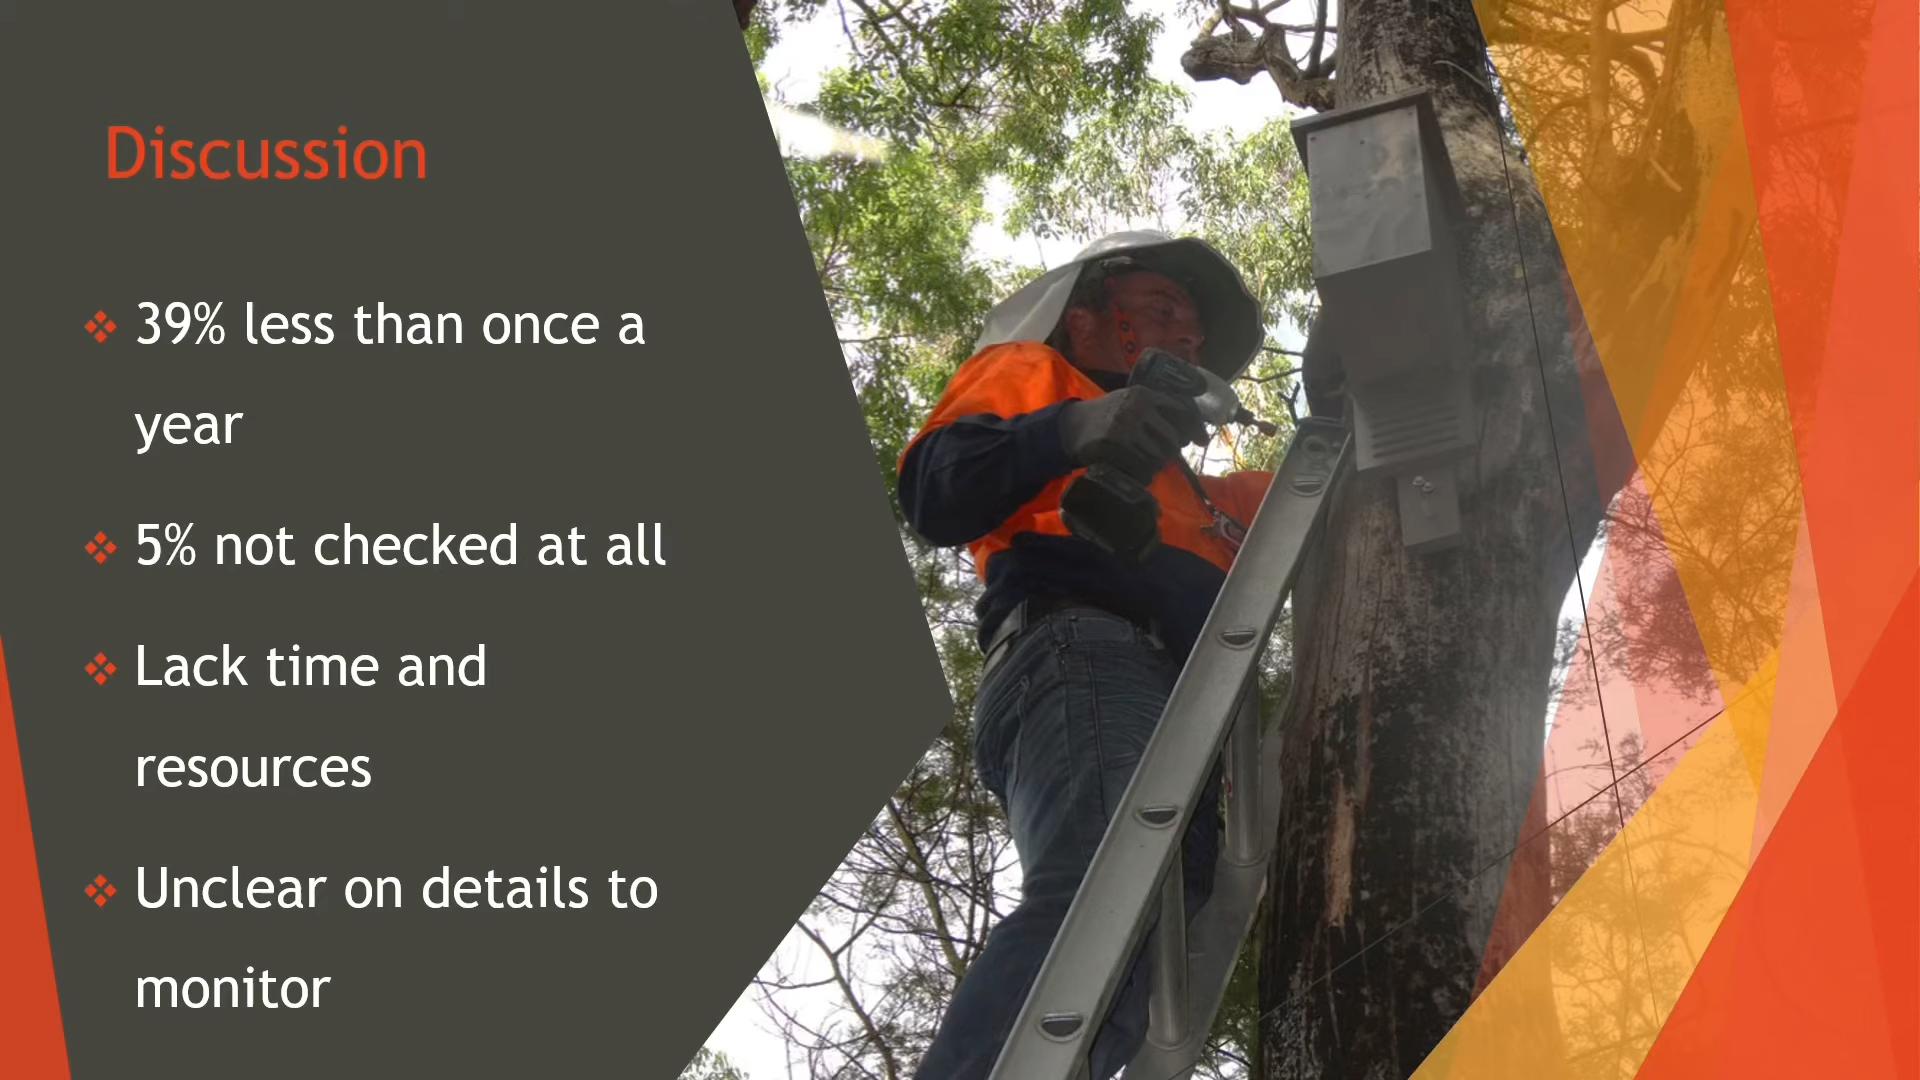 Discussion
39% less than once a
year
5% not checked at all
Lack time and
resources
Unclear on details to
monitor